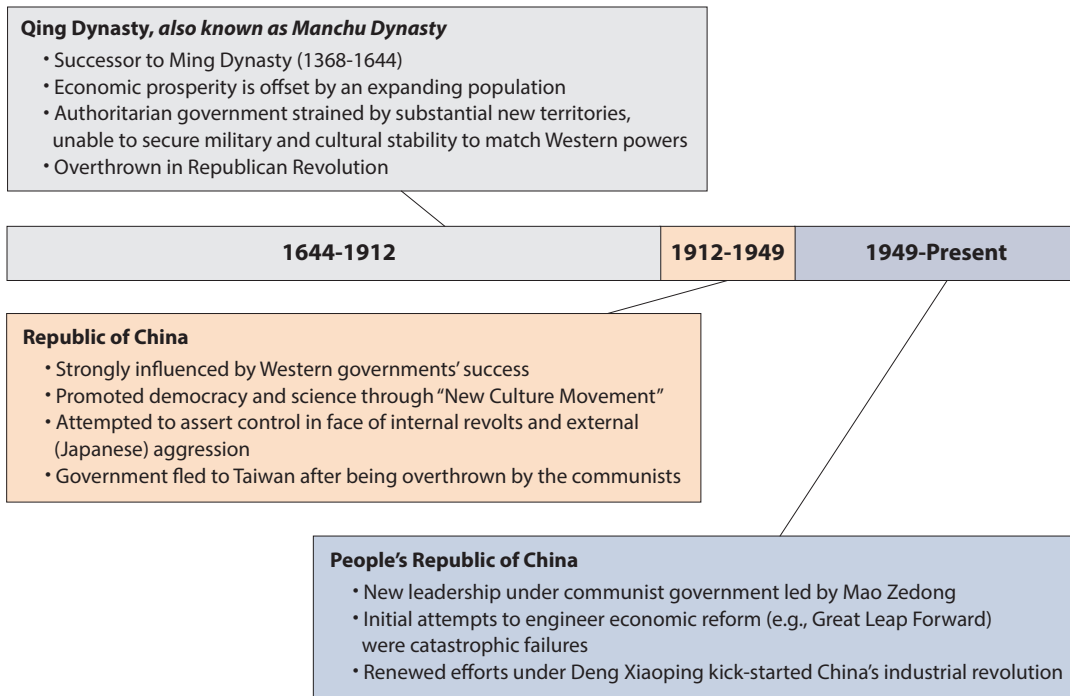 Qing Dynasty, also known as Manchu Dynasty
• Successor to Ming Dynasty (1368-1644)
• Economic prosperity is offset by an expanding population
• Authoritarian government strained by substantial new territories,
unable to secure military and cultural stability to match Western powers
• Overthrown in Republican Revolution
1644-1912
1912-1949
1949-Present
Republic of China
• Strongly influenced by Western governments’ success
• Promoted democracy and science through “New Culture Movement”
• Attempted to assert control in face of internal revolts and external
(Japanese) aggression
• Government fled to Taiwan after being overthrown by the communists
People’s Republic of China
• New leadership under communist government led by Mao Zedong
• Initial attempts to engineer economic reform (e.g., Great Leap Forward)
were catastrophic failures
• Renewed efforts under Deng Xiaoping kick-started China’s industrial revolution